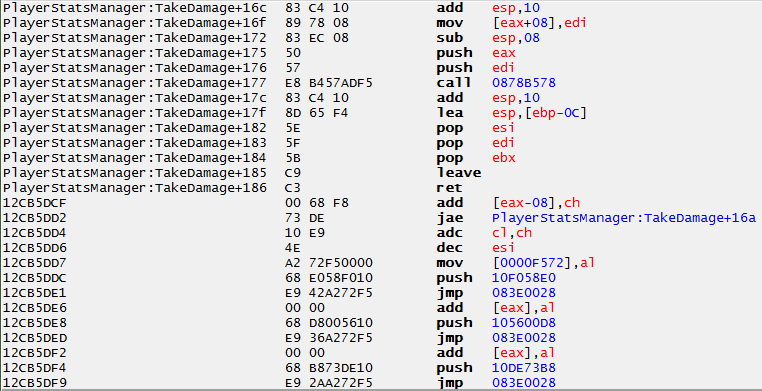 PlayerStatsManager:TakeDamage+16c 83 C4 10 add esp,10
PlayerStatsManager:TakeDamage+16f 89 78 08 mov [eax+08],edi
PlayerStatsManager:TakeDamage+172 83 EC 08 sub esp,08
PlayerStatsManager:TakeDamage+175 50 push eax
PlayerStatsManager:TakeDamage+176 57 push edi
PlayerStatsManager:TakeDamage+177 E8 B457ADF5 call 0878B578
PlayerStatsManager:TakeDamage+17c 83 C4 10 add esp,10
PlayerStatsManager:TakeDamage+17f 8D 65 F4 lea esp,[ebp-0C]
PlayerStatsManager:TakeDamage+182 5E pop esi
PlayerStatsManager:TakeDamage+183 5F pop edi
PlayerStatsManager:TakeDamage+184 5B pop ebx
PlayerStatsManager:TakeDamage+185 C9 leave
PlayerStatsManager:TakeDamage+186 C3 ret
12CB5DCF 00 68 F8 add [eax-08],ch
12CB5DD2 73 DE jae PlayerStatsManager:TakeDamage+16a
12CB5DD4 10 E9 adc cl,ch
12CB5DD6 4E dec esi
12CB5DD7 A2 72F50000 mov [0000F572],al
12CB5DDC 68 E058F010 push 10F058E0
12CB5DE1 E9 42A272F5 jmp 083E0028
12CB5DE6 00 00 add [eax],al
12CB5DE8 68 D8005610 push 105600D8
12CB5DED E9 36A272F5 jmp 083E0028
12CB5DF2 00 00 add [eax],al
12CB5DF4 68 B873DE10 push 10DE73B8
12CB5DF9 E9 2AA272F5 jmp 083E0028